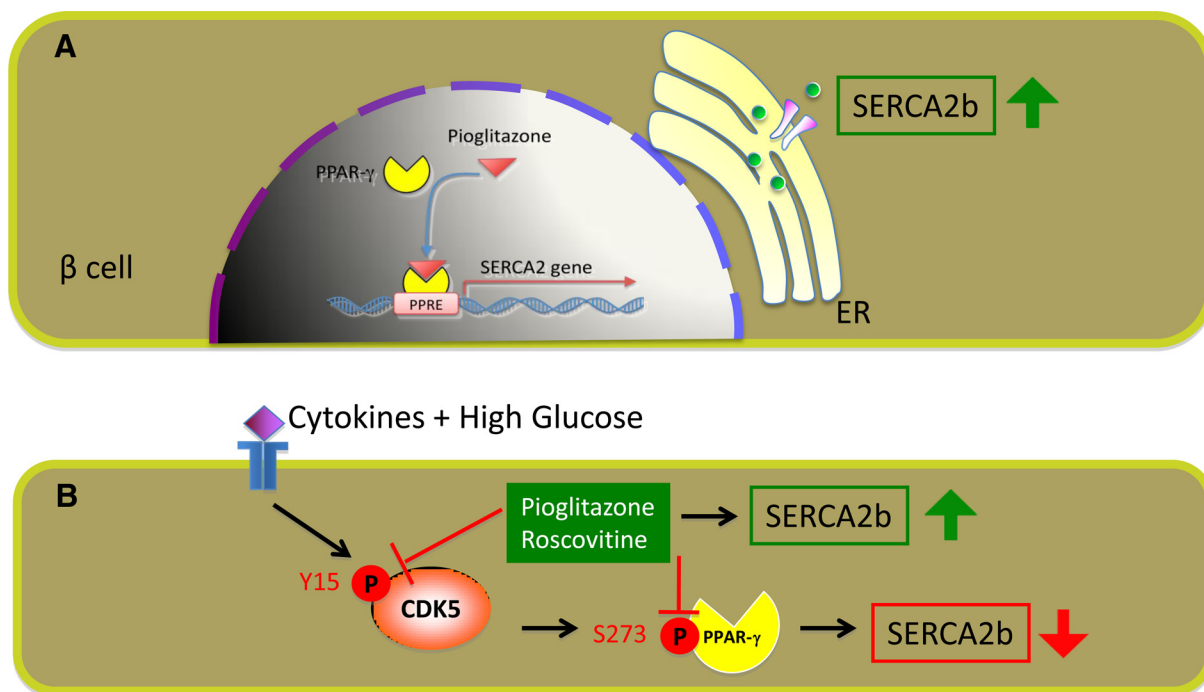 A
SERCA2b
Pioglitazone
PPAR-γ
SERCA2 gene
β cell
PPRE
ER
Cytokines + High Glucose
B
Pioglitazone
Roscovitine
SERCA2b
Y15
P
CDK5
S273
P
PPAR-γ
SERCA2b